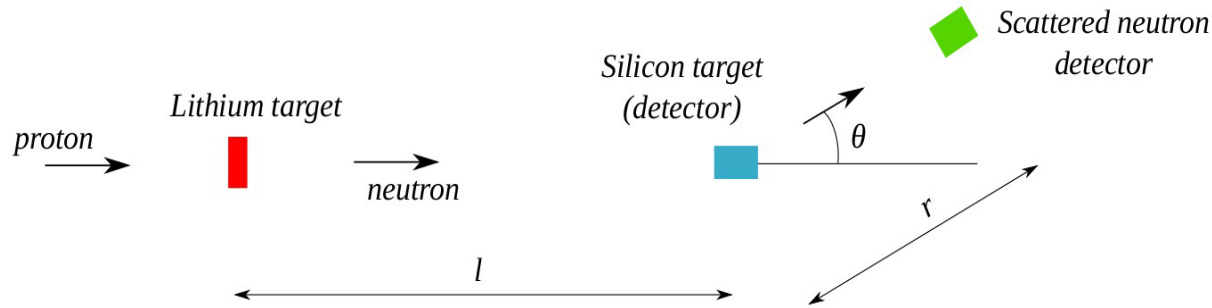 Scattered neutron
detector
Silicon target
(detector)
Lithium target
proton
neutron
θ
r
l